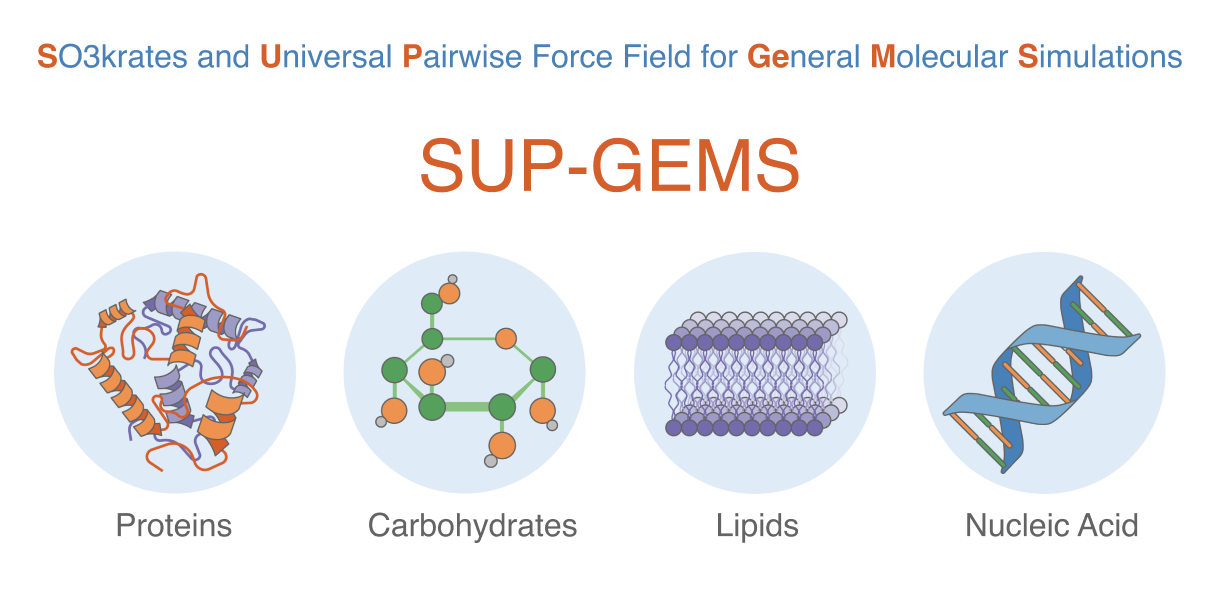 SO3krates and Universal Pairwise Force Field for General Molecular Simulations
SUP-GEMS
Proteins
Carbohydrates
Lipids
Nucleic Acid